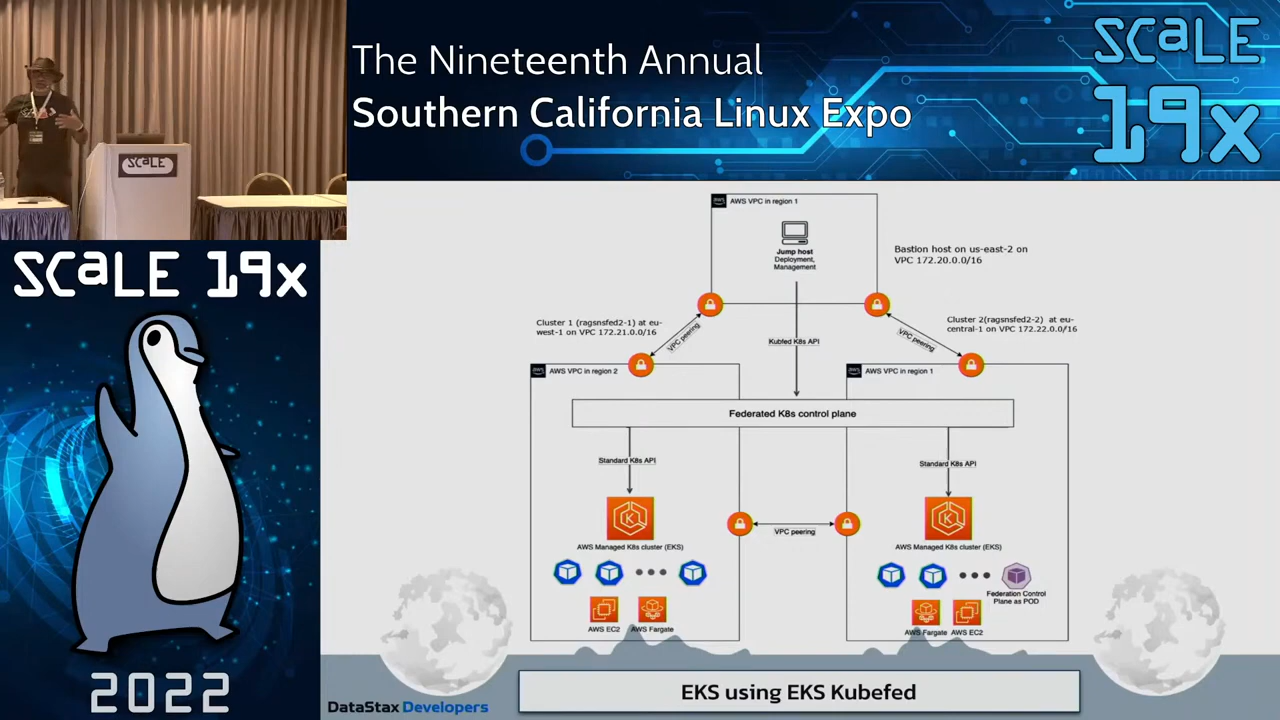 The Nineteenth Annual
Southern California Linux Expo
SCaLE
19x
SCaLE
SCaLE 19x
2022
AWS VPC in region 1
Jump host
Deployment,
Management
Bastion host on us-east-2 on
VPC 172.20.0.0/16
Cluster 1 (ragsnsfed2-1) at eu-
west-1 on VPC 172.21.0.0/16
VPC peering
Kubfed K8s API
VPC peering
Cluster 2(ragsnsfed2-2) at eu-
central-1 on VPC 172.22.0.0/16
AWS VPC in region 2
AWS VPC in region 1
Federated K8s control plane
Standard K8s API
Standard K8s API
AWS Managed K8s cluster (EKS)
VPC peering
AWS Managed K8s cluster (EKS)
Federation Control
Plane as POD
AWS EC2
AWS Fargate
AWS Fargate
AWS EC2
DataStax Developers
EKS using EKS Kubefed